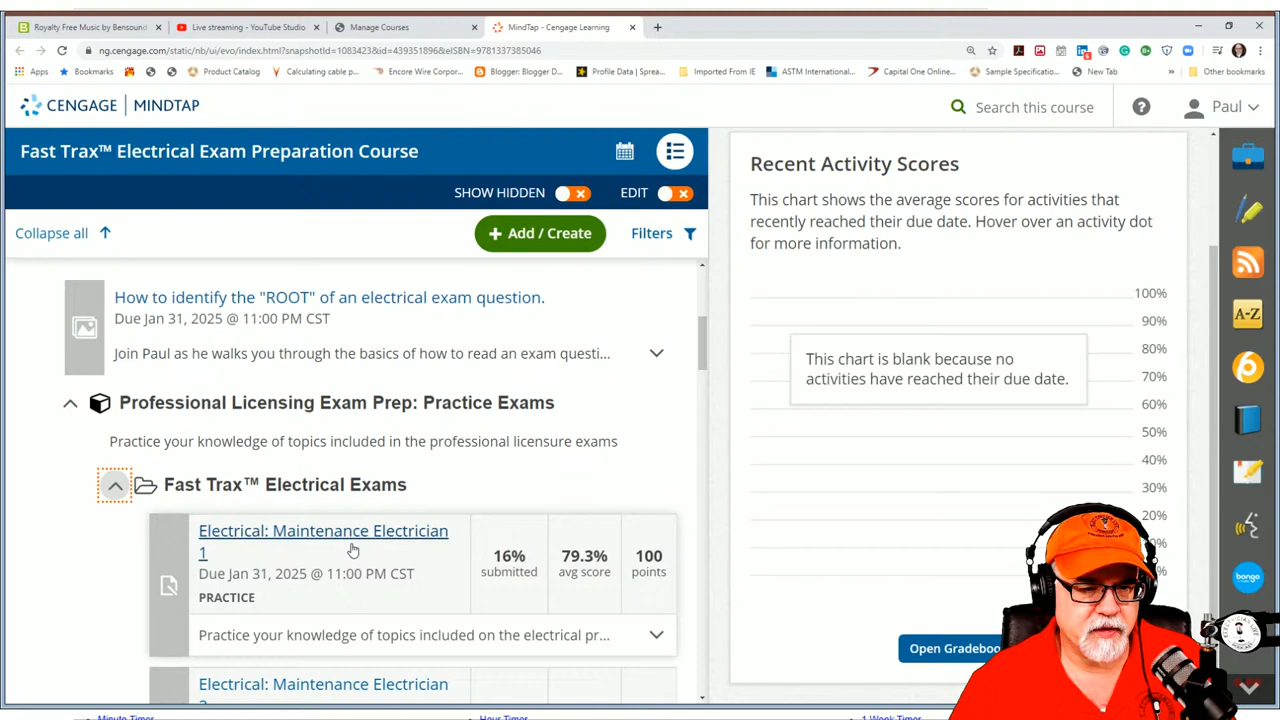 Royalty Free Music by Bensound
Live streaming - YouTube Studio
Manage Courses
MindTap - Cengage Learning
ng.cengage.com/static/nb/ui/evo/index.html?snapshotId=1083423&id=439351896&eISBN=9781337385046
Apps
Bookmarks
Product Catalog
Calculating cable p...
Encore Wire Corpor...
Blogger: Blogger D...
Profile Data | Sprea...
Imported From IE
ASTM International...
Capital One Online...
Sample Specificatio...
New Tab
»
Other bookmarks
CENGAGE | MINDTAP
Search this course
Paul
Fast Trax™ Electrical Exam Preparation Course
SHOW HIDDEN
EDIT
Collapse all
+ Add / Create
Filters
How to identify the "ROOT" of an electrical exam question.
Due Jan 31, 2025 @ 11:00 PM CST
Join Paul as he walks you through the basics of how to read an exam questi...
Professional Licensing Exam Prep: Practice Exams
Practice your knowledge of topics included in the professional licensure exams
Fast Trax™ Electrical Exams
Electrical: Maintenance Electrician
1
Due Jan 31, 2025 @ 11:00 PM CST
PRACTICE
16%
submitted
79.3%
avg score
100
points
Practice your knowledge of topics included on the electrical pr...
Electrical: Maintenance Electrician
Recent Activity Scores
This chart shows the average scores for activities that
recently reached their due date. Hover over an activity dot
for more information.
100%
90%
80%
70%
60%
50%
40%
30%
20%
This chart is blank because no
activities have reached their due date.
Open Gradeboo
A-Z
bongo
Minute Timer
Hour Timer
1 Week Timer